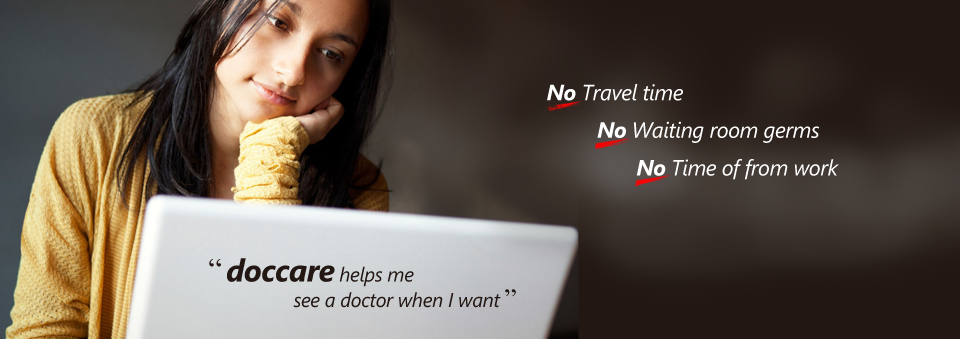 No Travel time
No Waiting room germs
No Time of from work
“ doccare helps me
see a doctor when I want ”